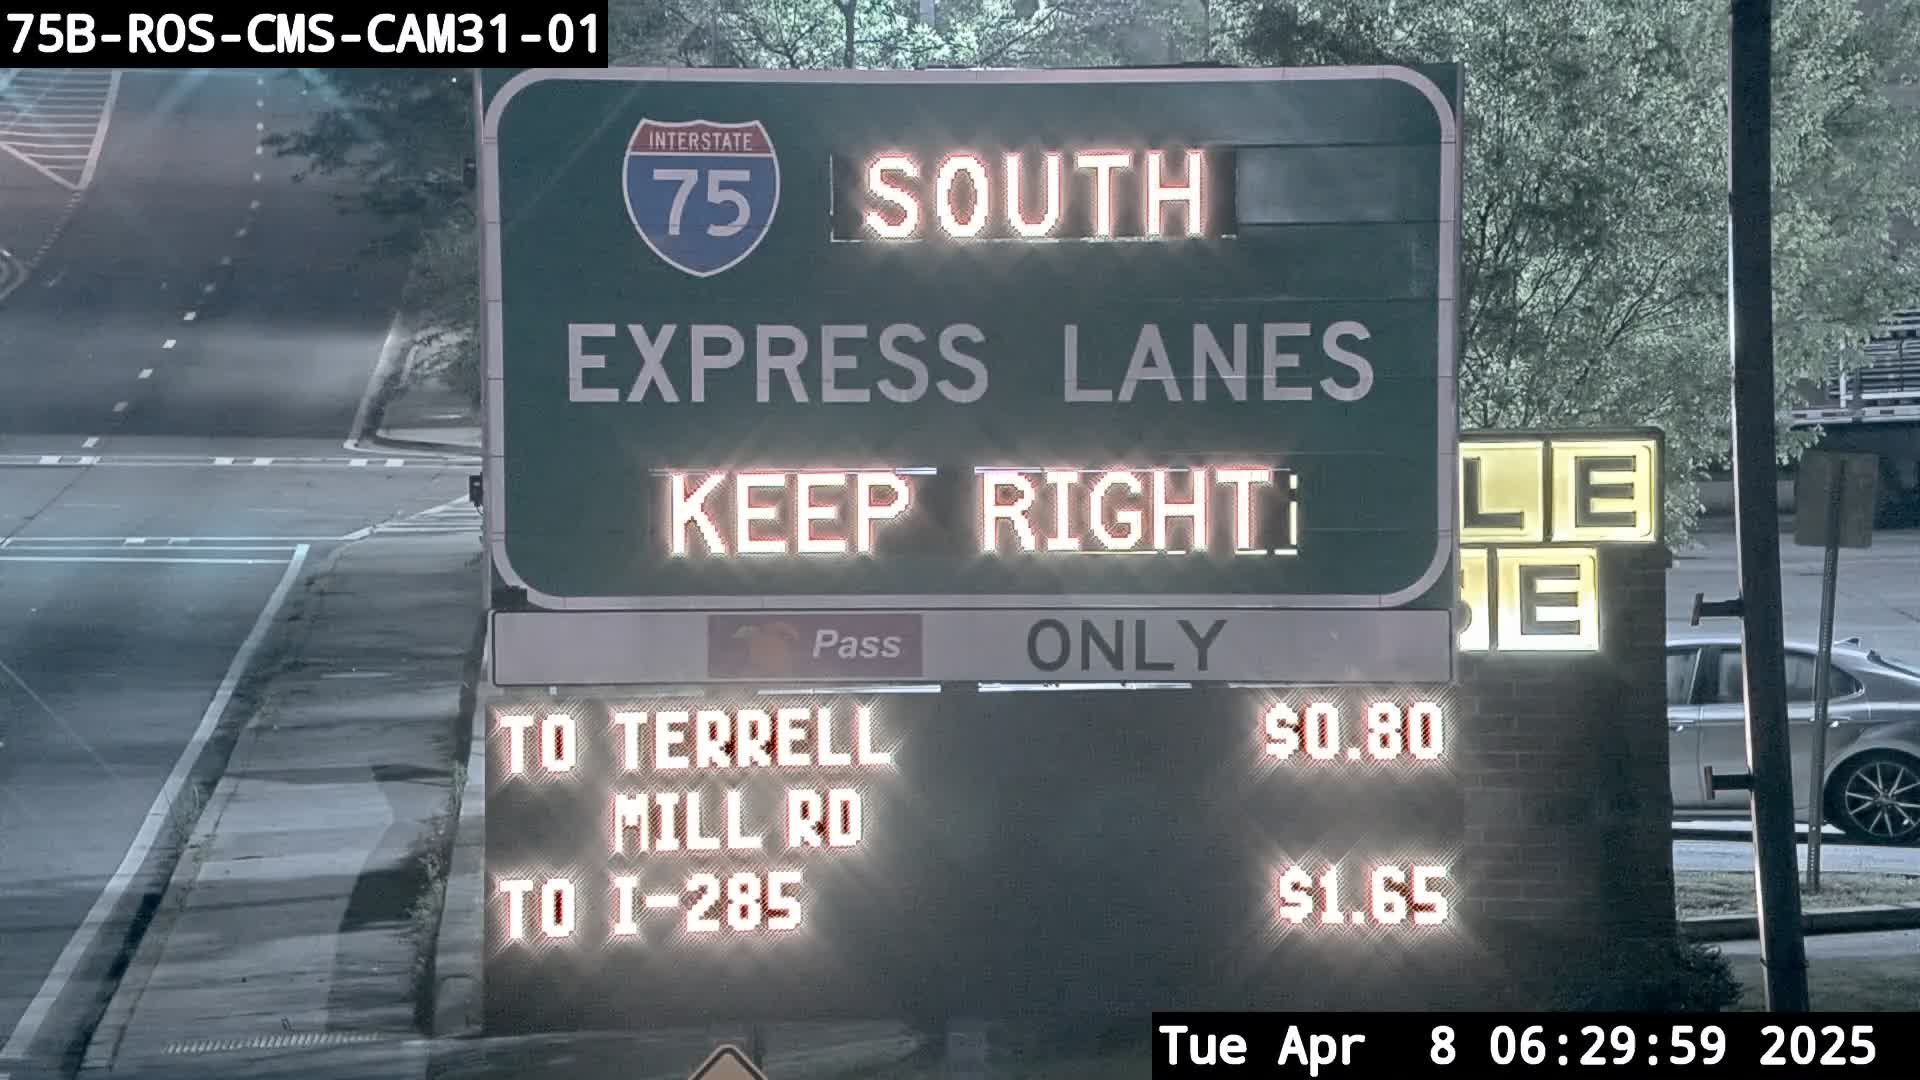 75B-ROS-CMS-CAM31-01
INTERSTATE
75
SOUTH
EXPRESS LANES
KEEP RIGHT
Pass ONLY
TO TERRELL $0.80
MILL RD
TO I-285 $1.65
LE
E
Tue Apr 8 06:29:59 2025